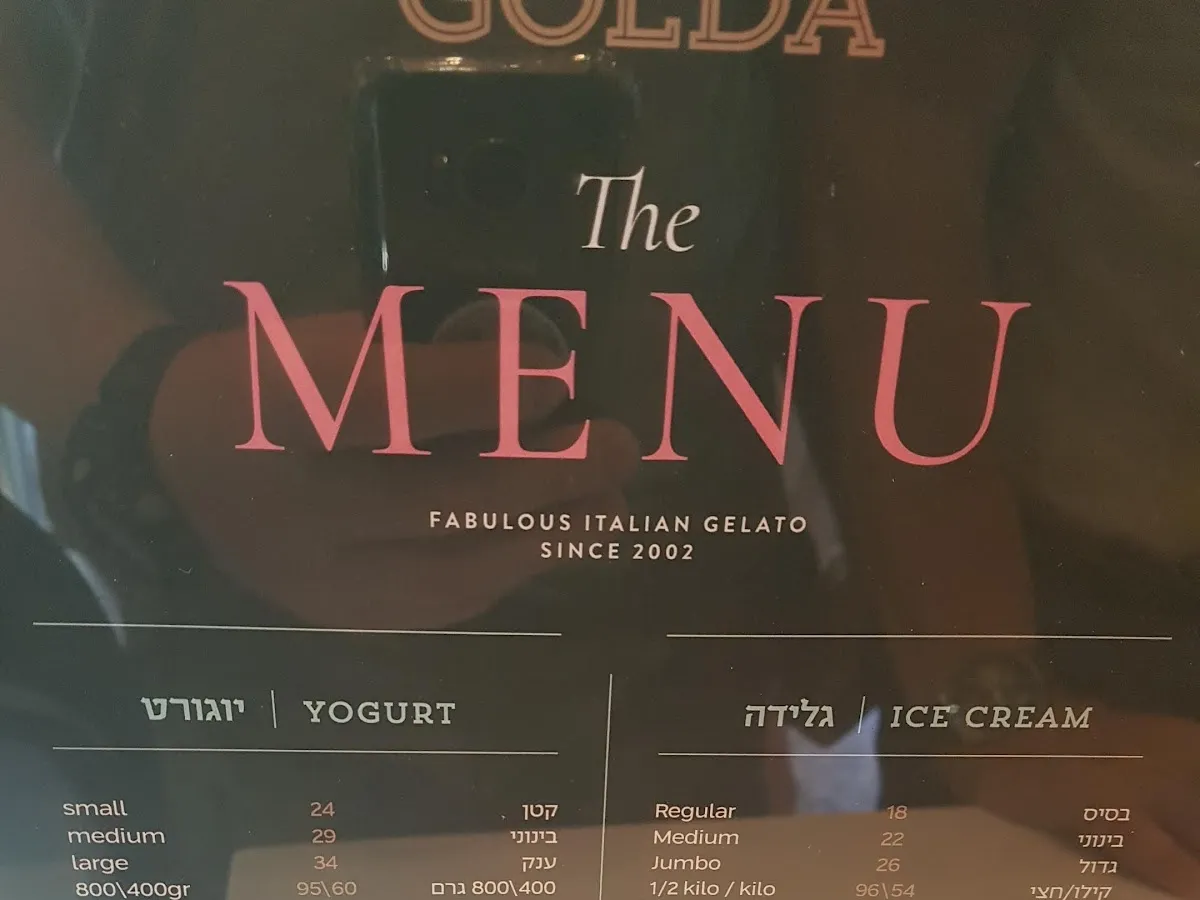 GOLDA
The
MENU
FABULOUS ITALIAN GELATO
SINCE 2002
יוגורט | YOGURT
small 24 קטן
medium 29 בינוני
large 34 ענק
800\400gr 95\60 800\400 גרם
גלידה | ICE CREAM
Regular 18 בסיס
Medium 22 בינוני
Jumbo 26 גדול
1/2 kilo / kilo 96\54 קילו/חצי